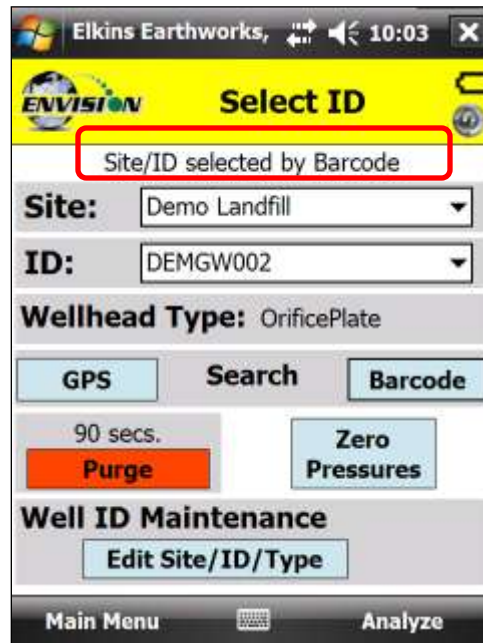 Elkins Earthworks, 10:03 X
ENVISION Select ID
Site/ID selected by Barcode
Site: Demo Landfill
ID: DEMGW002
Wellhead Type: OrificePlate
GPS Search Barcode
90 secs.
Purge
Zero
Pressures
Well ID Maintenance
Edit Site/ID/Type
Main Menu Analyze